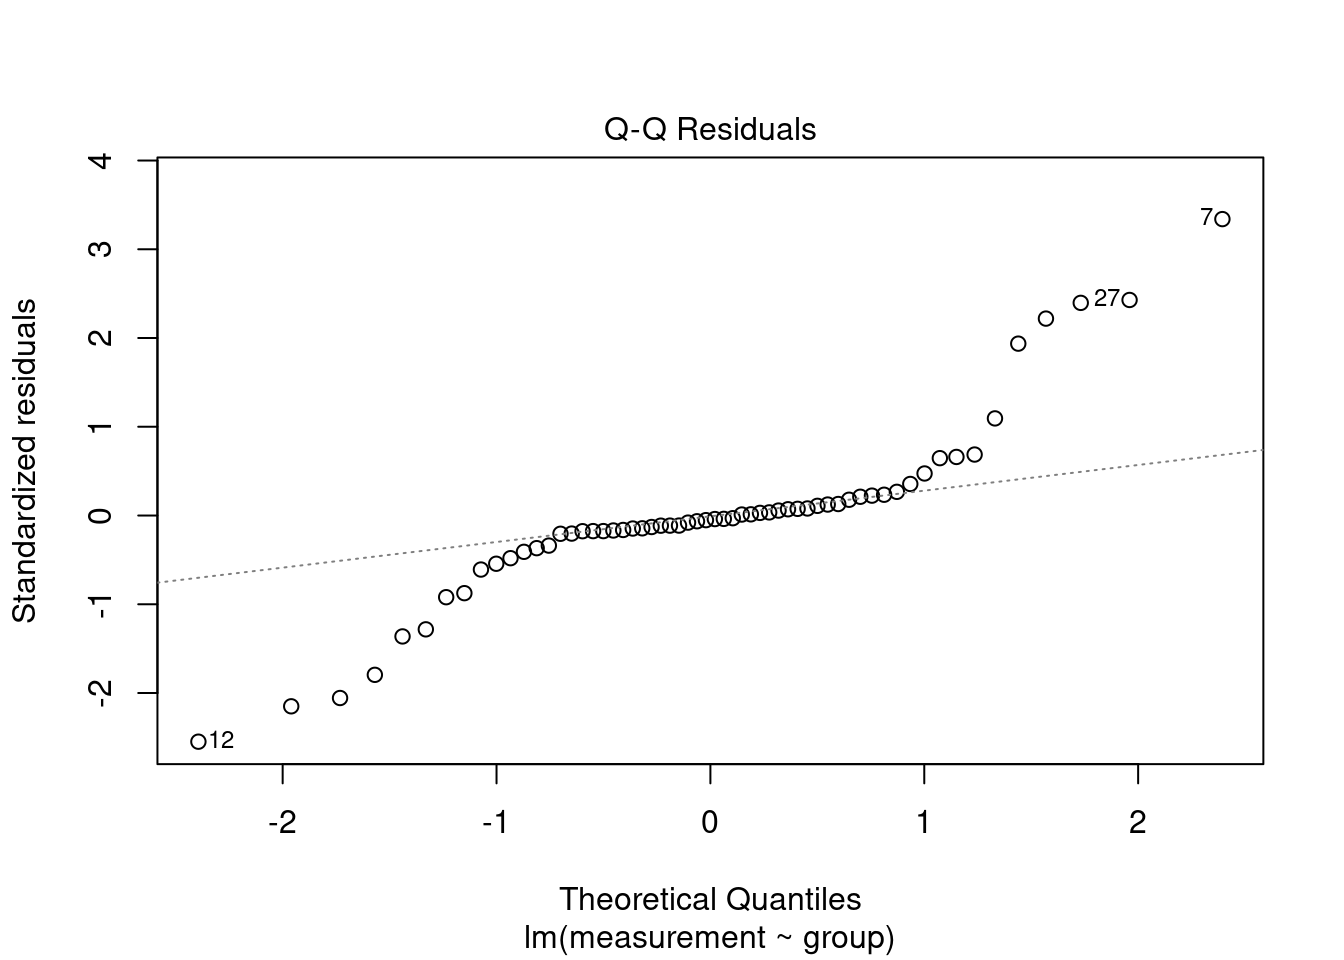 Q-Q Residuals
Standardized residuals
4
3
2
1
0
-1
-2
7
27
12
-2 -1 0 1 2
Theoretical Quantiles
lm(measurement ~ group)